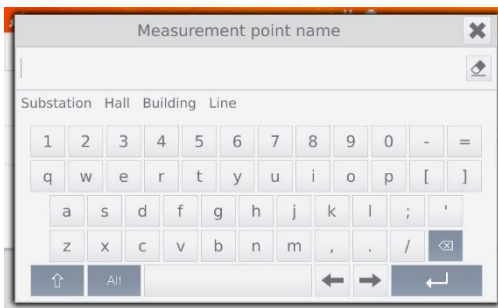 Measurement point name
Substation Hall Building Line
1 2 3 4 5 6 7 8 9 0 - =
q w e r t y u i o p [ ]
a s d f g h j k l ; '
z x c v b n m , . /
All